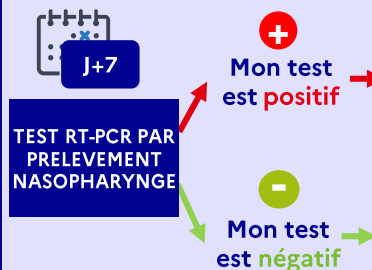 J+7
TEST RT-PCR PAR
PRELEVEMENT
NASOPHARYNGE
+
Mon test
est positif
-
Mon test
est négatif